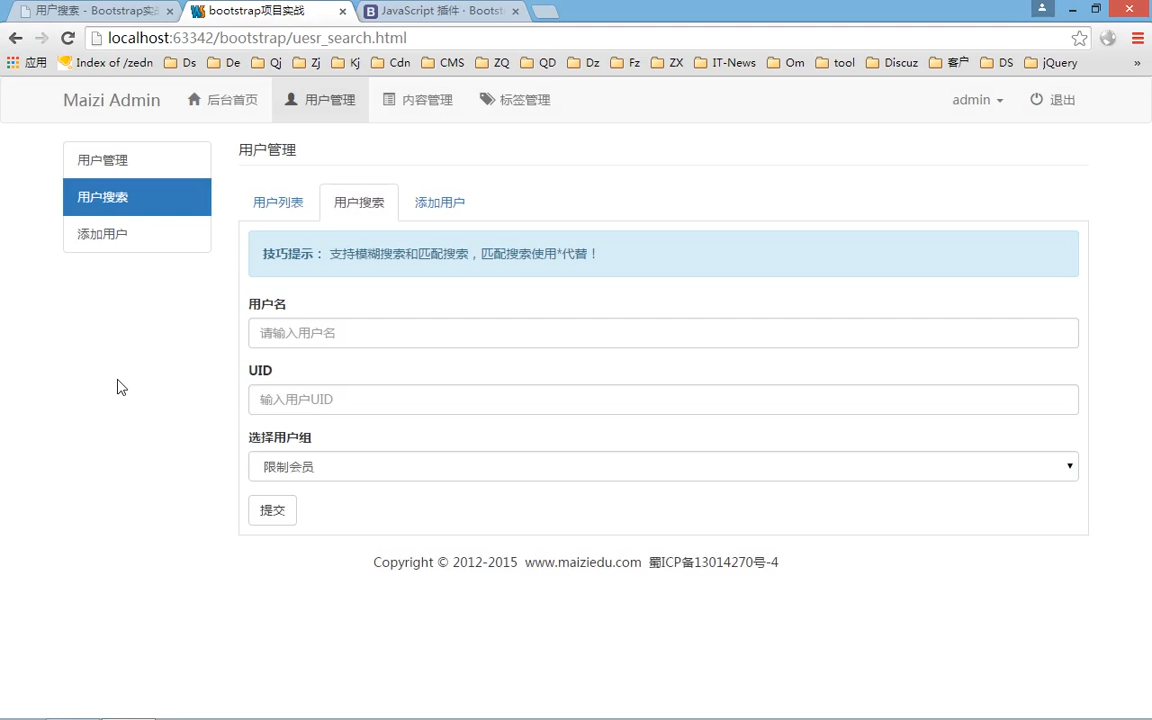 用户搜索 - Bootstrap实战 bootstrap项目实战 JavaScript 插件 · Bootst
localhost:63342/bootstrap/uesr_search.html
应用 Index of /zedn Ds De Qj Zj Kj Cdn CMS ZQ QD Dz Fz ZX IT-News Om tool Discuz 客户 DS jQuery »
Maizi Admin 后台首页 用户管理 内容管理 标签管理 admin 退出
用户管理
用户搜索
添加用户
用户管理
用户列表 用户搜索 添加用户
技巧提示： 支持模糊搜索和匹配搜索，匹配搜索使用*代替！
用户名
请输入用户名
UID
输入用户UID
选择用户组
限制会员
提交
Copyright © 2012-2015 www.maiziedu.com 蜀ICP备13014270号-4